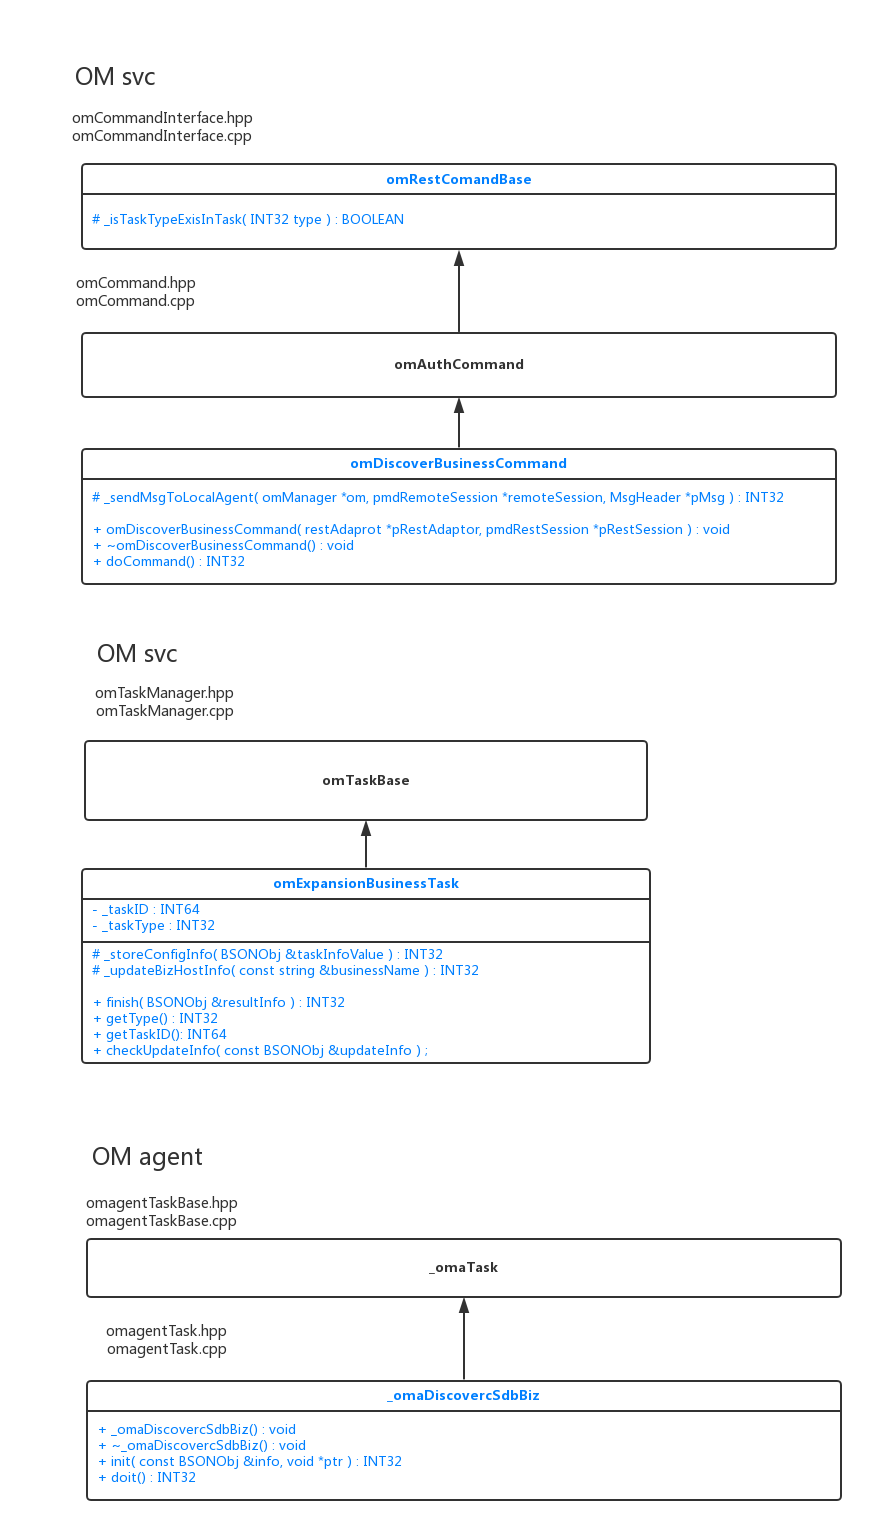 OM svc
omCommandInterface.hpp
omCommandInterface.cpp
omRestComandBase
# _isTaskTypeExisInTask( INT32 type ) : BOOLEAN
omCommand.hpp
omCommand.cpp
omAuthCommand
omDiscoverBusinessCommand
# _sendMsgToLocalAgent( omManager *om, pmdRemoteSession *remoteSession, MsgHeader *pMsg ) : INT32
+ omDiscoverBusinessCommand( restAdaprot *pRestAdaptor, pmdRestSession *pRestSession ) : void
+ ~omDiscoverBusinessCommand() : void
+ doCommand() : INT32
OM svc
omTaskManager.hpp
omTaskManager.cpp
omTaskBase
omExpansionBusinessTask
- _taskID : INT64
- _taskType : INT32
# _storeConfigInfo( BSONObj &taskInfoValue ) : INT32
# _updateBizHostInfo( const string &businessName ) : INT32
+ finish( BSONObj &resultInfo ) : INT32
+ getType() : INT32
+ getTaskID(): INT64
+ checkUpdateInfo( const BSONObj &updateInfo ) ;
OM agent
omagentTaskBase.hpp
omagentTaskBase.cpp
_omaTask
omagentTask.hpp
omagentTask.cpp
_omaDiscovercSdbBiz
+ _omaDiscovercSdbBiz() : void
+ ~_omaDiscovercSdbBiz() : void
+ init( const BSONObj &info, void *ptr ) : INT32
+ doit() : INT32